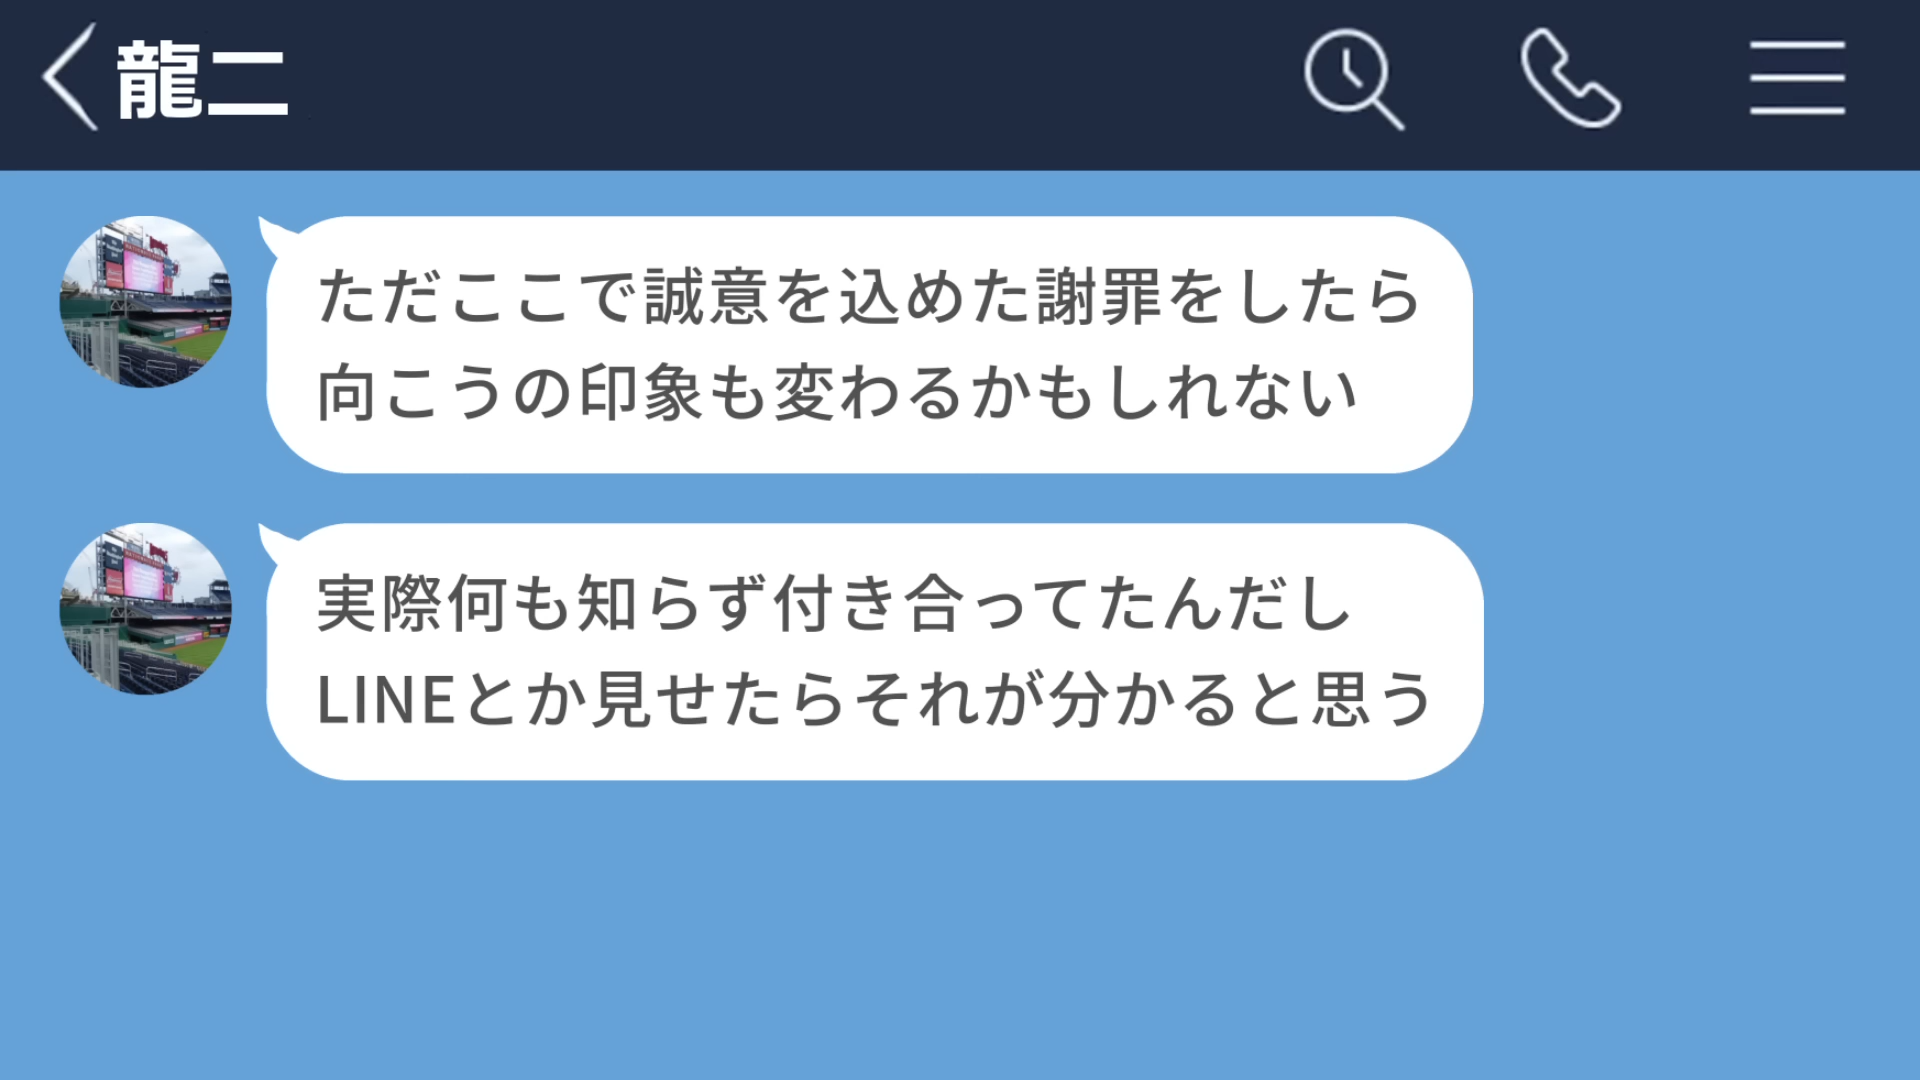 龍二
ただここで誠意を込めた謝罪をしたら
向こうの印象も変わるかもしれない
実際何も知らず付き合ってたんだし
LINEとか見せたらそれが分かると思う